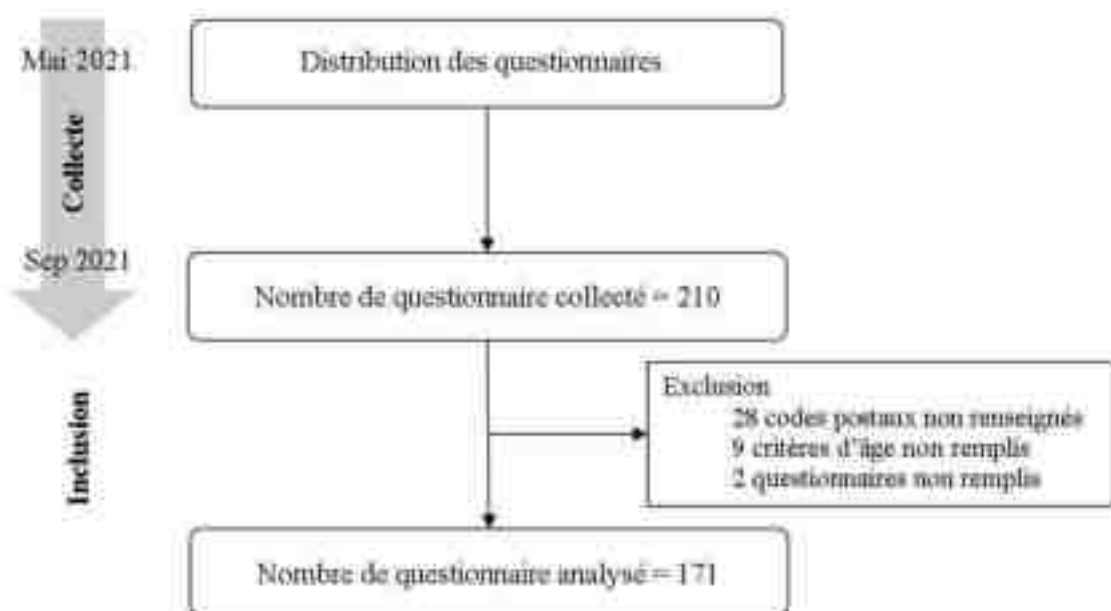 Mai 2021
Distribution des questionnaires
Collecte
Sep 2021
Nombre de questionnaire collecté = 210
Exclusion
28 codes postaux non renseignés
9 critères d'âge non remplis
2 questionnaires non remplis
Inclusion
Nombre de questionnaire analysé = 171